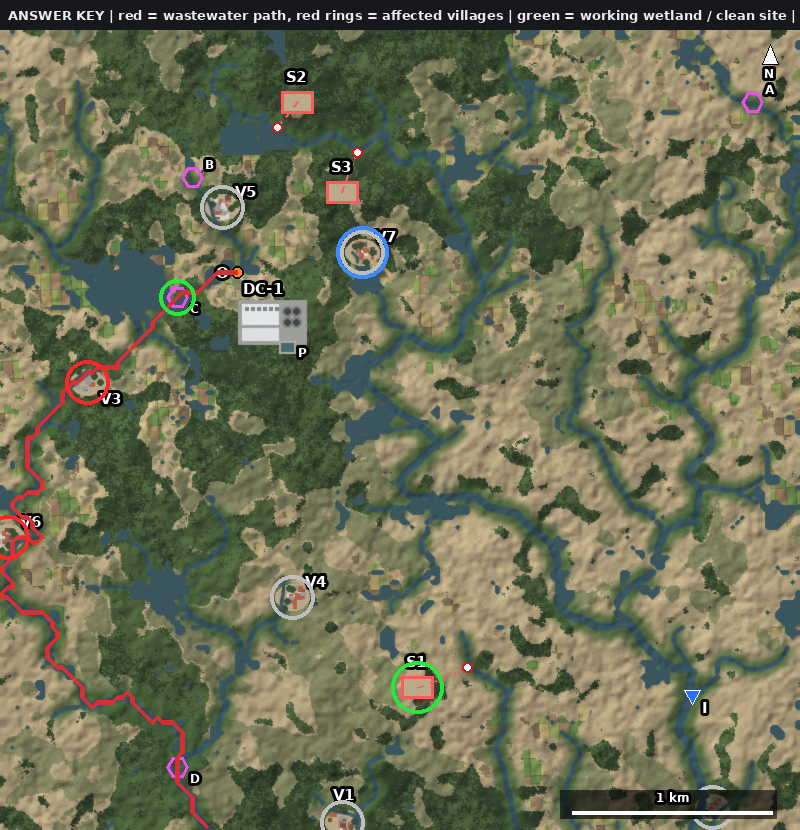 ANSWER KEY | red = wastewater path, red rings = affected villages | green = working wetland / clean site |
N
A
S2
S3
B
V5
V7
C
DC-1
P
V3
V6
V4
S1
I
D
V1
1 km